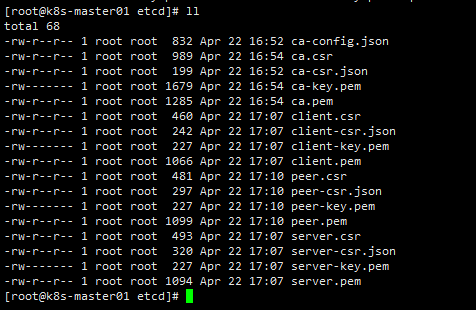 [root@k8s-master01 etcd]# ll
total 68
-rw-r--r-- 1 root root  832 Apr 22 16:52 ca-config.json
-rw-r--r-- 1 root root  989 Apr 22 16:54 ca.csr
-rw-r--r-- 1 root root  199 Apr 22 16:52 ca-csr.json
-rw------- 1 root root 1679 Apr 22 16:54 ca-key.pem
-rw-r--r-- 1 root root 1285 Apr 22 16:54 ca.pem
-rw-r--r-- 1 root root  460 Apr 22 17:07 client.csr
-rw-r--r-- 1 root root  242 Apr 22 17:07 client-csr.json
-rw------- 1 root root  227 Apr 22 17:07 client-key.pem
-rw-r--r-- 1 root root 1066 Apr 22 17:07 client.pem
-rw-r--r-- 1 root root  481 Apr 22 17:10 peer.csr
-rw-r--r-- 1 root root  297 Apr 22 17:10 peer-csr.json
-rw------- 1 root root  227 Apr 22 17:10 peer-key.pem
-rw-r--r-- 1 root root 1099 Apr 22 17:10 peer.pem
-rw-r--r-- 1 root root  493 Apr 22 17:07 server.csr
-rw-r--r-- 1 root root  320 Apr 22 17:07 server-csr.json
-rw------- 1 root root  227 Apr 22 17:07 server-key.pem
-rw-r--r-- 1 root root 1094 Apr 22 17:07 server.pem
[root@k8s-master01 etcd]#